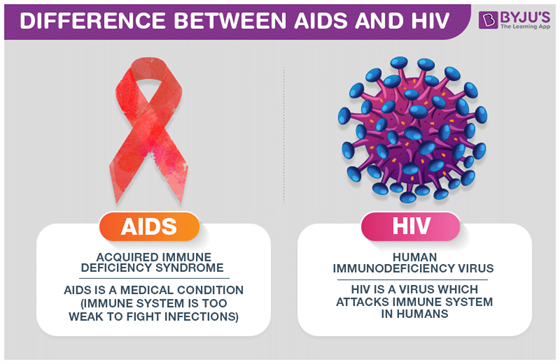 DIFFERENCE BETWEEN AIDS AND HIV
BYJU'S
The Learning App
AIDS
ACQUIRED IMMUNE
DEFICIENCY SYNDROME
AIDS IS A MEDICAL CONDITION
(IMMUNE SYSTEM IS TOO
WEAK TO FIGHT INFECTIONS)
HIV
HUMAN
IMMUNODEFICIENCY VIRUS
HIV IS A VIRUS WHICH
ATTACKS IMMUNE SYSTEM
IN HUMANS